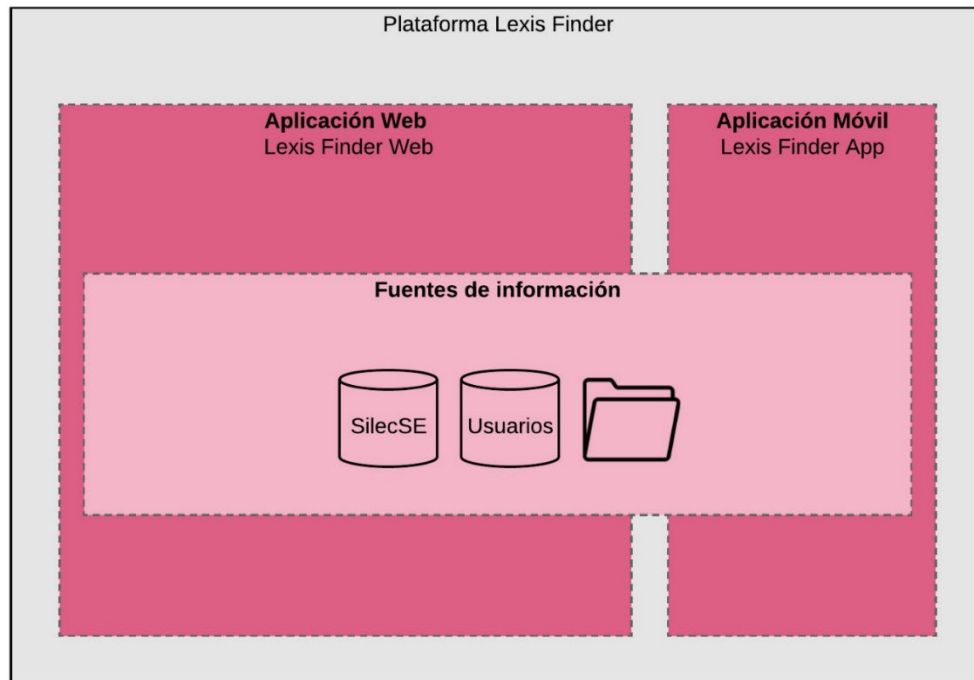 Plataforma Lexis Finder
Aplicación Web
Lexis Finder Web
Aplicación Móvil
Lexis Finder App
Fuentes de información
SilecSE
Usuarios